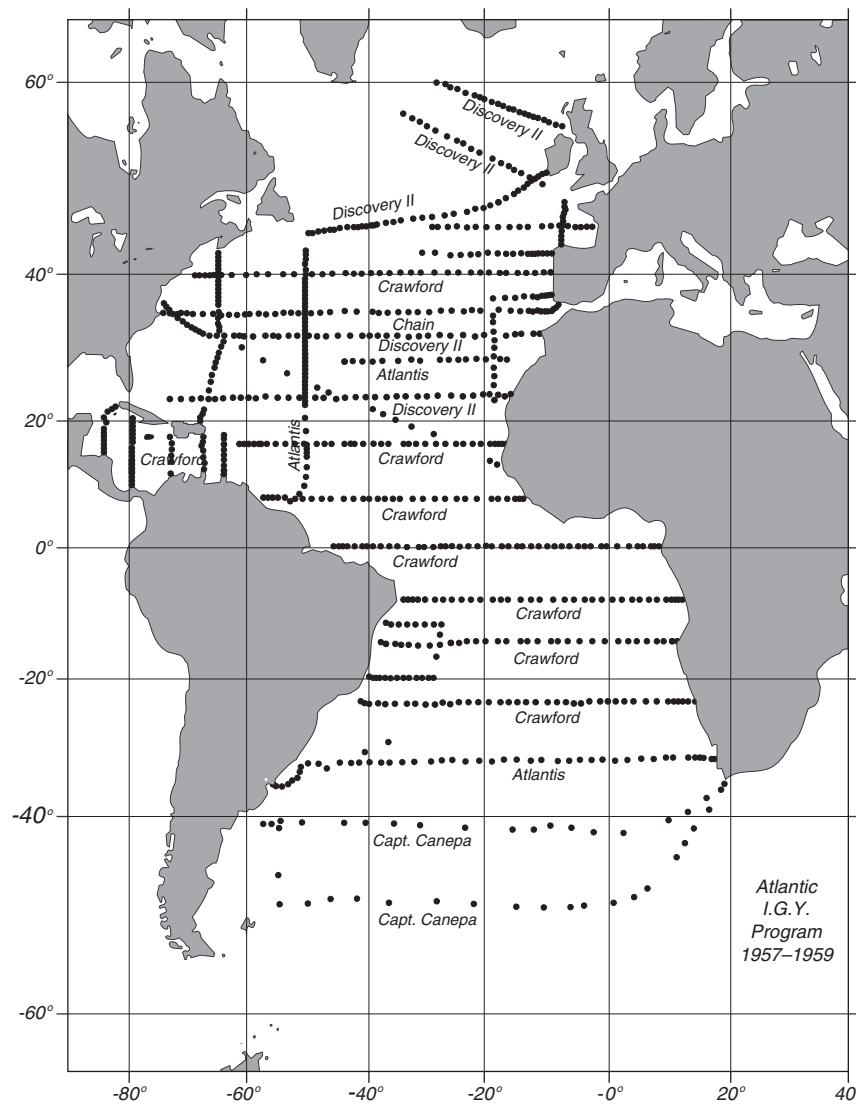 60°
Discovery II
Discovery II
Discovery II
40°
Crawford
Chain
Discovery II
Atlantis
20°
Discovery II
Atlantis
Crawford
Crawford
Crawford
0°
Crawford
Crawford
Crawford
-20°
Crawford
Atlantis
-40°
Capt. Canepa
Capt. Canepa
Atlantic
I.G.Y.
Program
1957–1959
-60°
-80° -60° -40° -20° -0° 20° 40